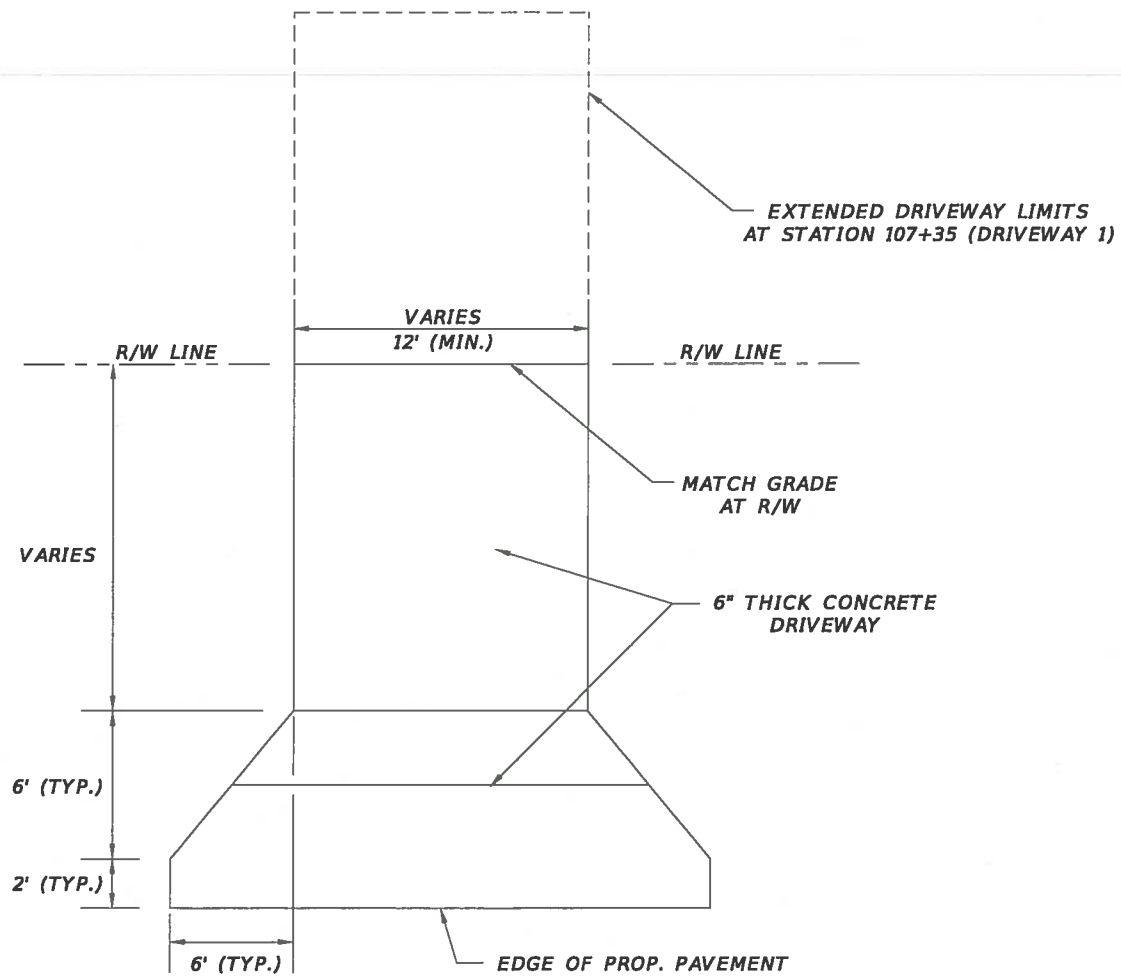 EXTENDED DRIVEWAY LIMITS
AT STATION 107+35 (DRIVEWAY 1)
VARIES
12' (MIN.)
R/W LINE
R/W LINE
MATCH GRADE
AT R/W
VARIES
6" THICK CONCRETE
DRIVEWAY
6' (TYP.)
2' (TYP.)
6' (TYP.)
EDGE OF PROP. PAVEMENT